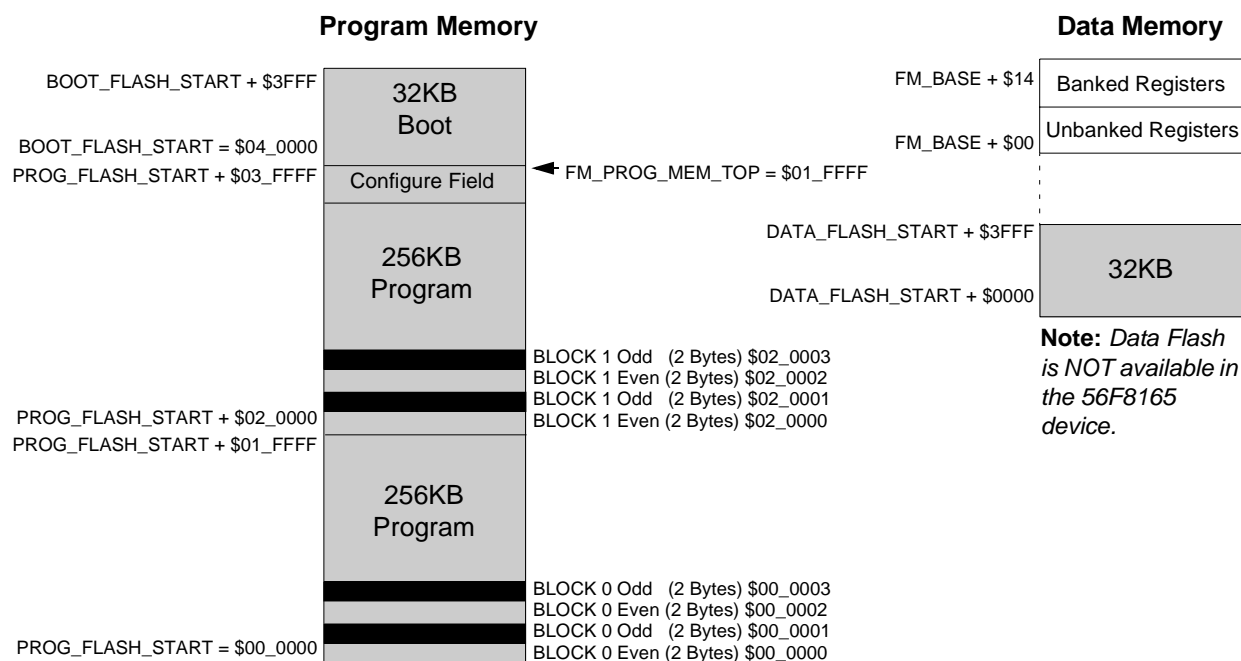 Program Memory
Data Memory
BOOT_FLASH_START + $3FFF
32KB
Boot
BOOT_FLASH_START = $04_0000
PROG_FLASH_START + $03_FFFF
Configure Field
FM_PROG_MEM_TOP = $01_FFFF
256KB
Program
BLOCK 1 Odd (2 Bytes) $02_0003
BLOCK 1 Even (2 Bytes) $02_0002
BLOCK 1 Odd (2 Bytes) $02_0001
BLOCK 1 Even (2 Bytes) $02_0000
PROG_FLASH_START + $02_0000
PROG_FLASH_START + $01_FFFF
256KB
Program
BLOCK 0 Odd (2 Bytes) $00_0003
BLOCK 0 Even (2 Bytes) $00_0002
BLOCK 0 Odd (2 Bytes) $00_0001
BLOCK 0 Even (2 Bytes) $00_0000
PROG_FLASH_START = $00_0000
FM_BASE + $14
Banked Registers
Unbanked Registers
FM_BASE + $00
DATA_FLASH_START + $3FFF
32KB
DATA_FLASH_START + $0000
Note: Data Flash
is NOT available in
the 56F8165
device.